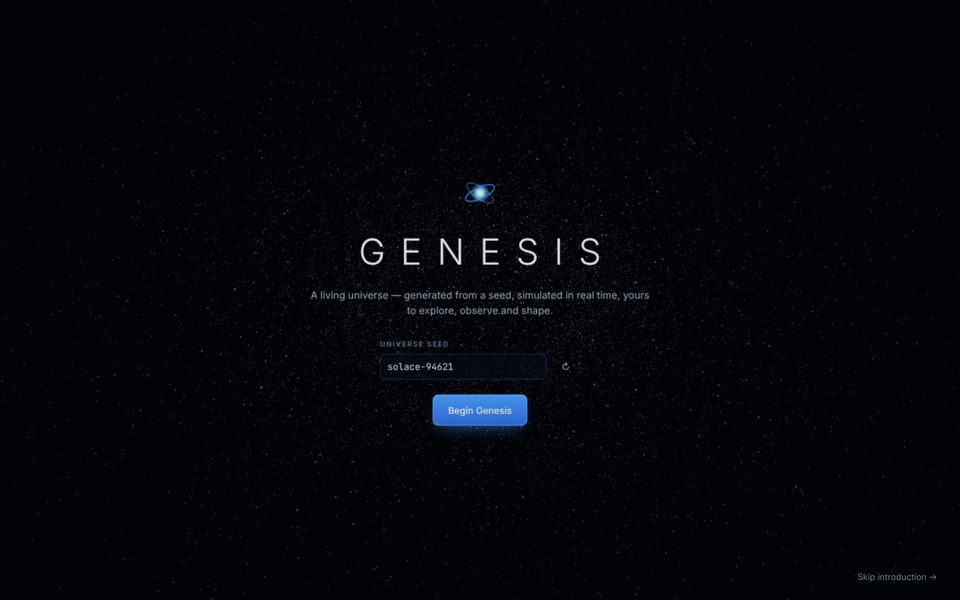 GENESIS
A living universe — generated from a seed, simulated in real time, yours
to explore, observe and shape.
UNIVERSE SEED
solace-94621
Begin Genesis
Skip introduction →